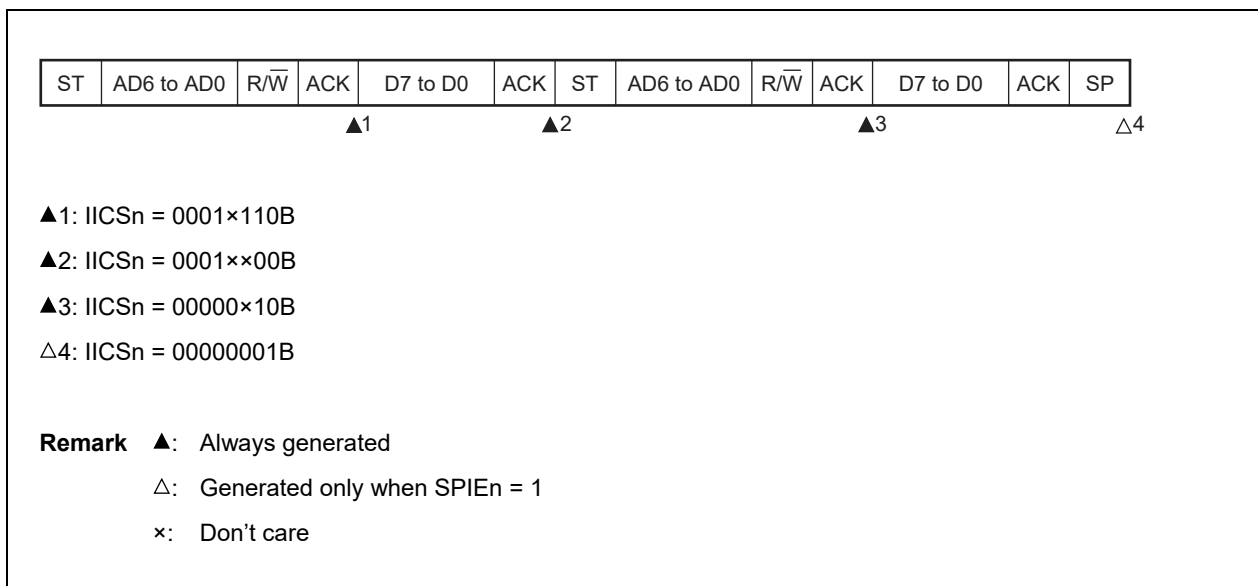 ST AD6 to AD0 R/W̅ ACK D7 to D0 ACK ST AD6 to AD0 R/W̅ ACK D7 to D0 ACK SP
▲1 ▲2 ▲3 △4
▲1: IICSn = 0001×110B
▲2: IICSn = 0001××00B
▲3: IICSn = 00000×10B
△4: IICSn = 00000001B
Remark ▲: Always generated
△: Generated only when SPIEn = 1
×: Don’t care